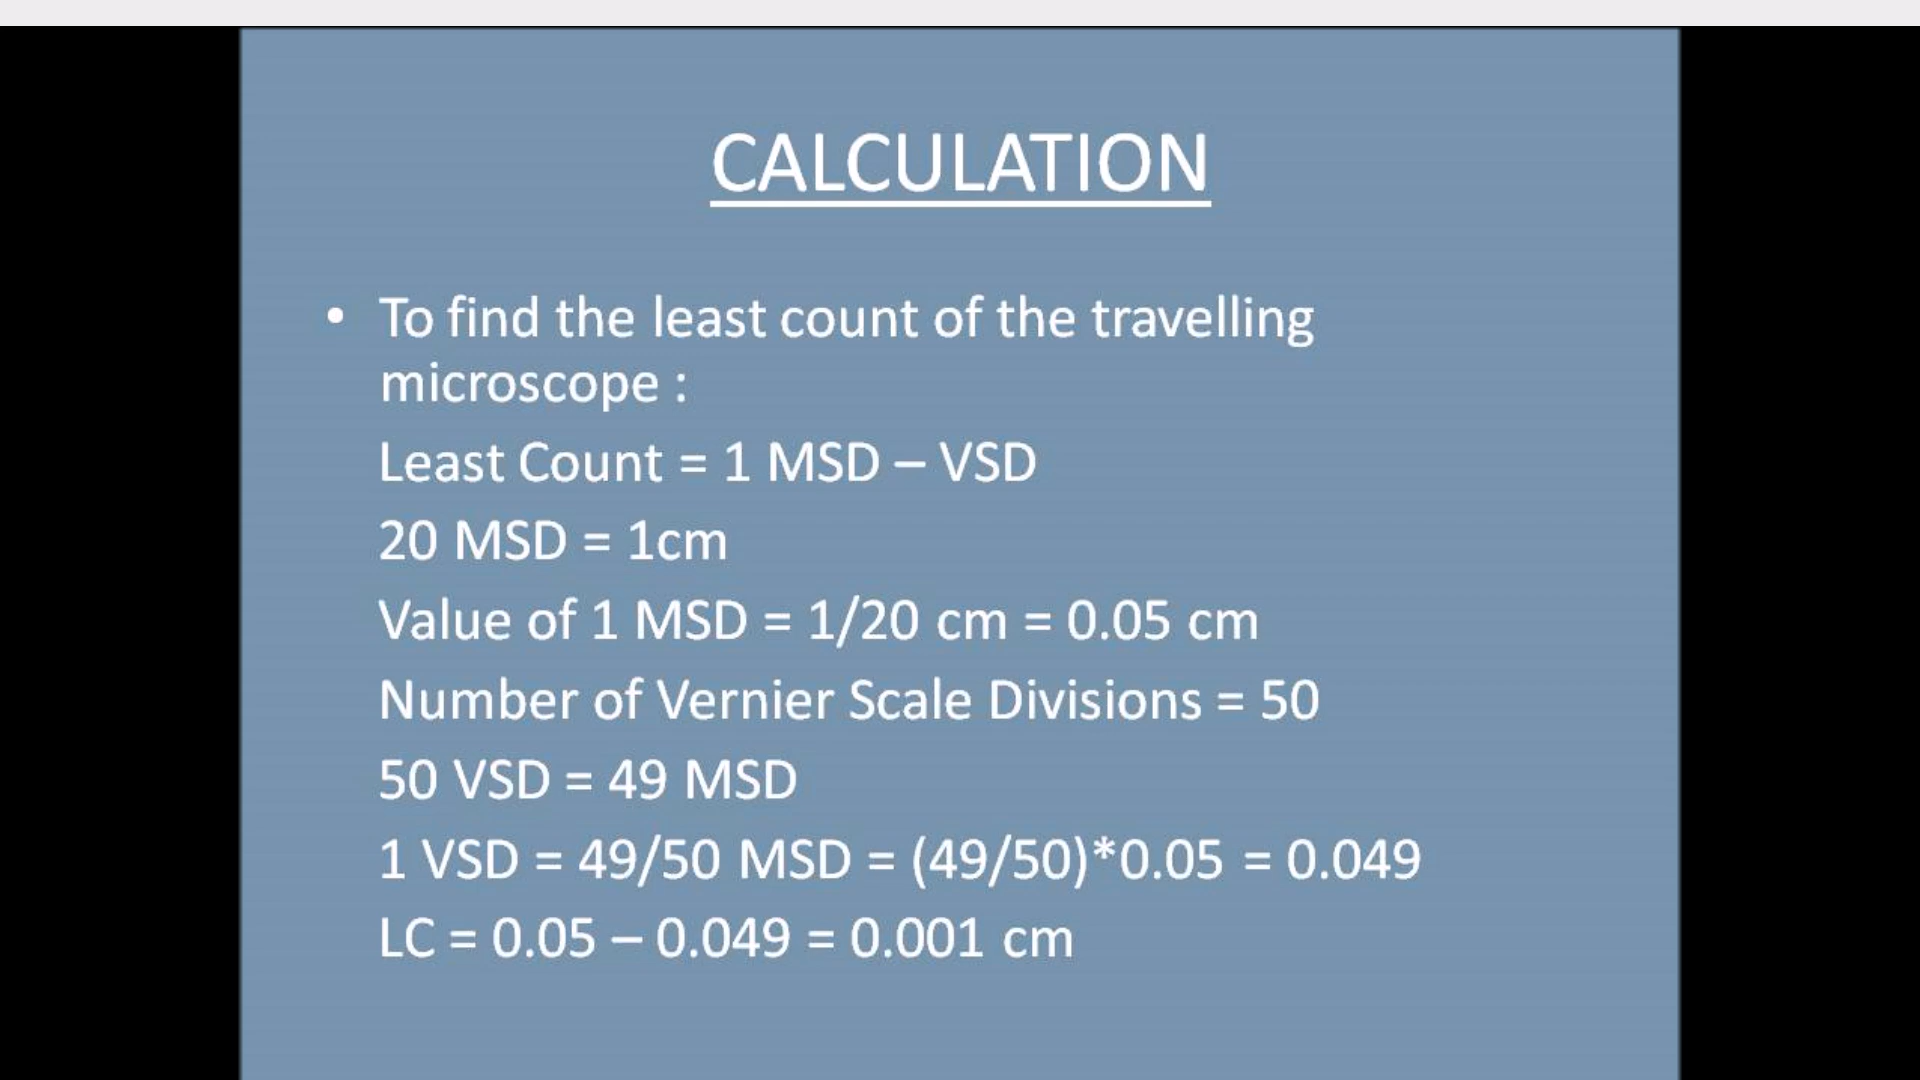 CALCULATION
• To find the least count of the travelling
microscope :
Least Count = 1 MSD – VSD
20 MSD = 1cm
Value of 1 MSD = 1/20 cm = 0.05 cm
Number of Vernier Scale Divisions = 50
50 VSD = 49 MSD
1 VSD = 49/50 MSD = (49/50)*0.05 = 0.049
LC = 0.05 – 0.049 = 0.001 cm